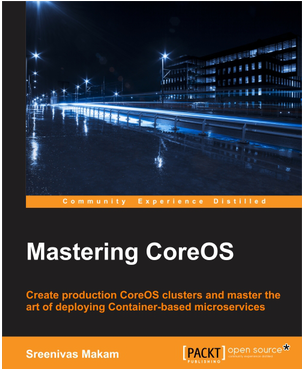 Community Experience Distilled
Mastering CoreOS
Create production CoreOS clusters and master the
art of deploying Container-based microservices
Sreenivas Makam
[PACKT] open source*
PUBLISHING